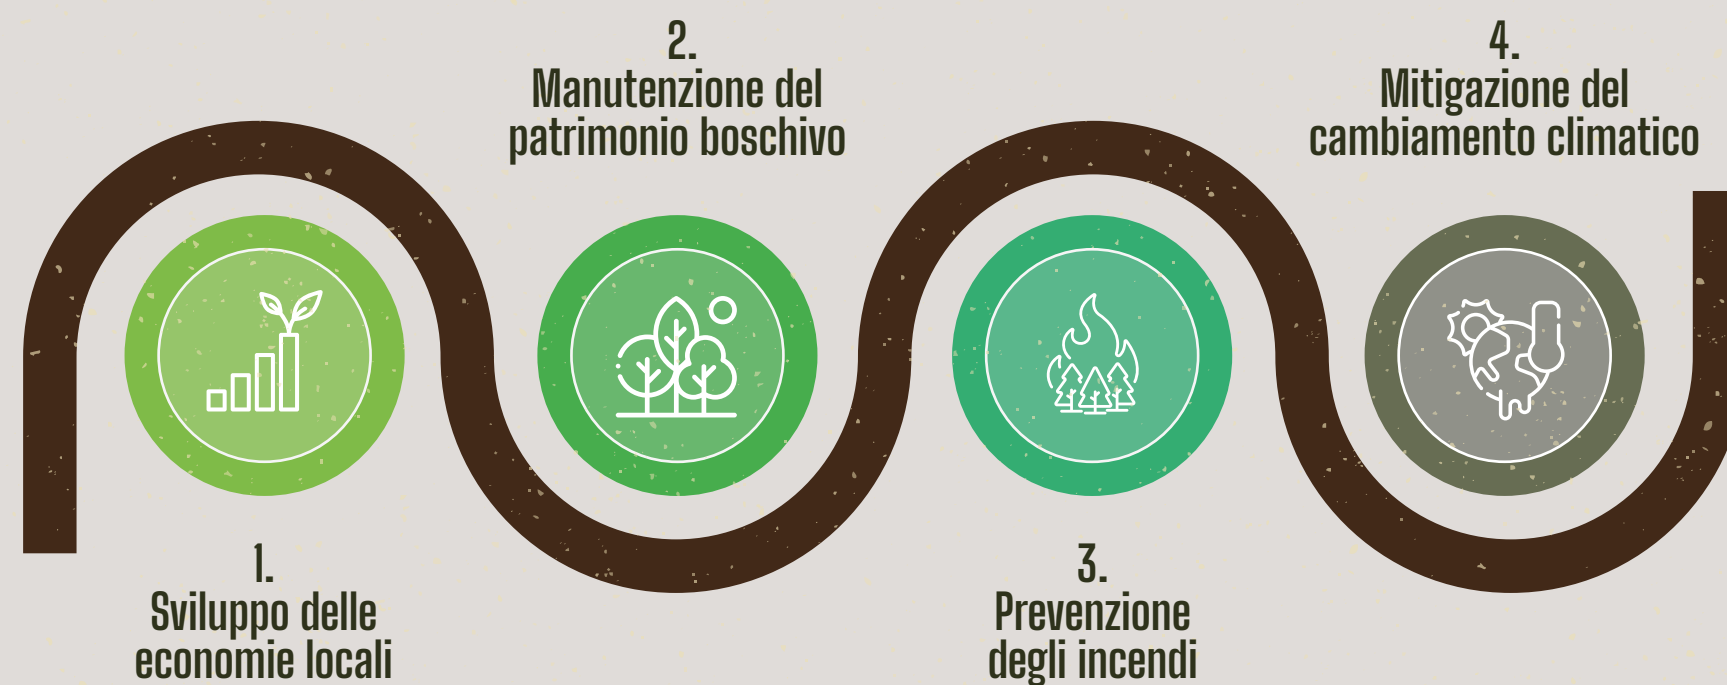 1.
Sviluppo delle
economie locali
2.
Manutenzione del
patrimonio boschivo
3.
Prevenzione
degli incendi
4.
Mitigazione del
cambiamento climatico